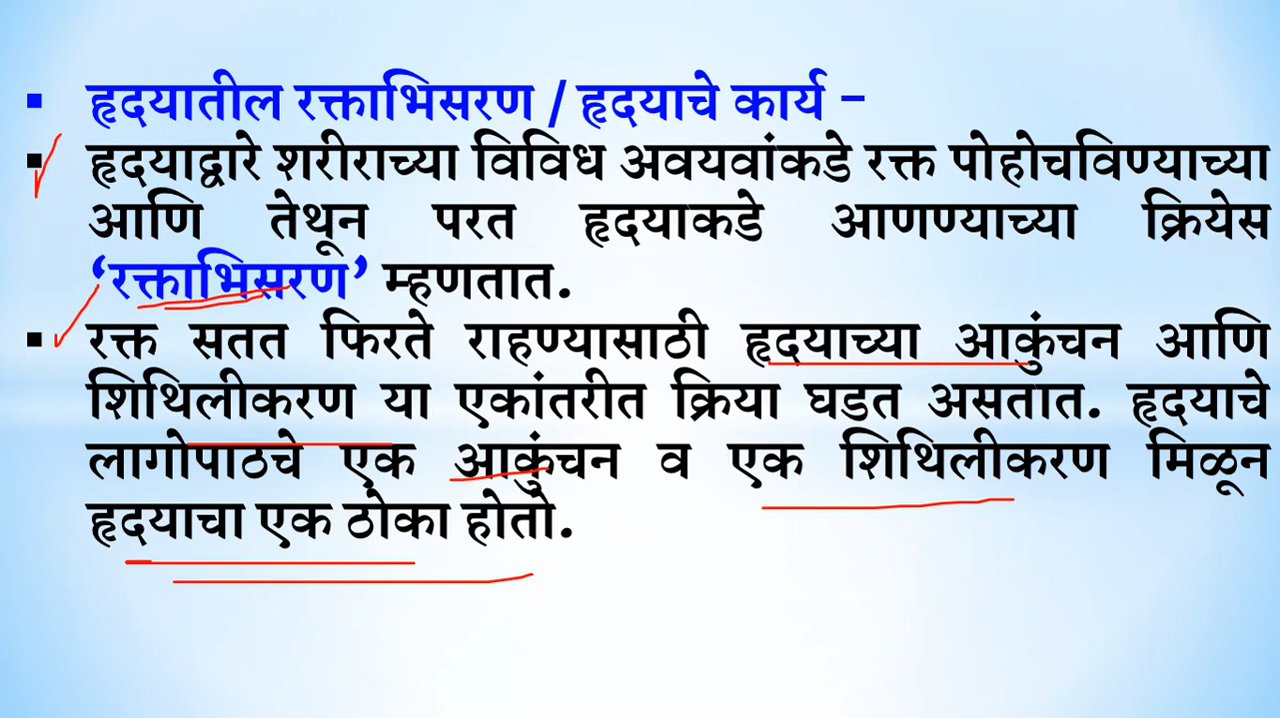 ▪ हृदयातील रक्ताभिसरण / हृदयाचे कार्य –
▪ हृदयाद्वारे शरीराच्या विविध अवयवांकडे रक्त पोहोचविण्याच्या
आणि तेथून परत हृदयाकडे आणण्याच्या क्रियेस
‘रक्ताभिसरण’ म्हणतात.
▪ रक्त सतत फिरते राहण्यासाठी हृदयाच्या आकुंचन आणि
शिथिलीकरण या एकांतरीत क्रिया घडत असतात. हृदयाचे
लागोपाठचे एक आकुंचन व एक शिथिलीकरण मिळून
हृदयाचा एक ठोका होतो.